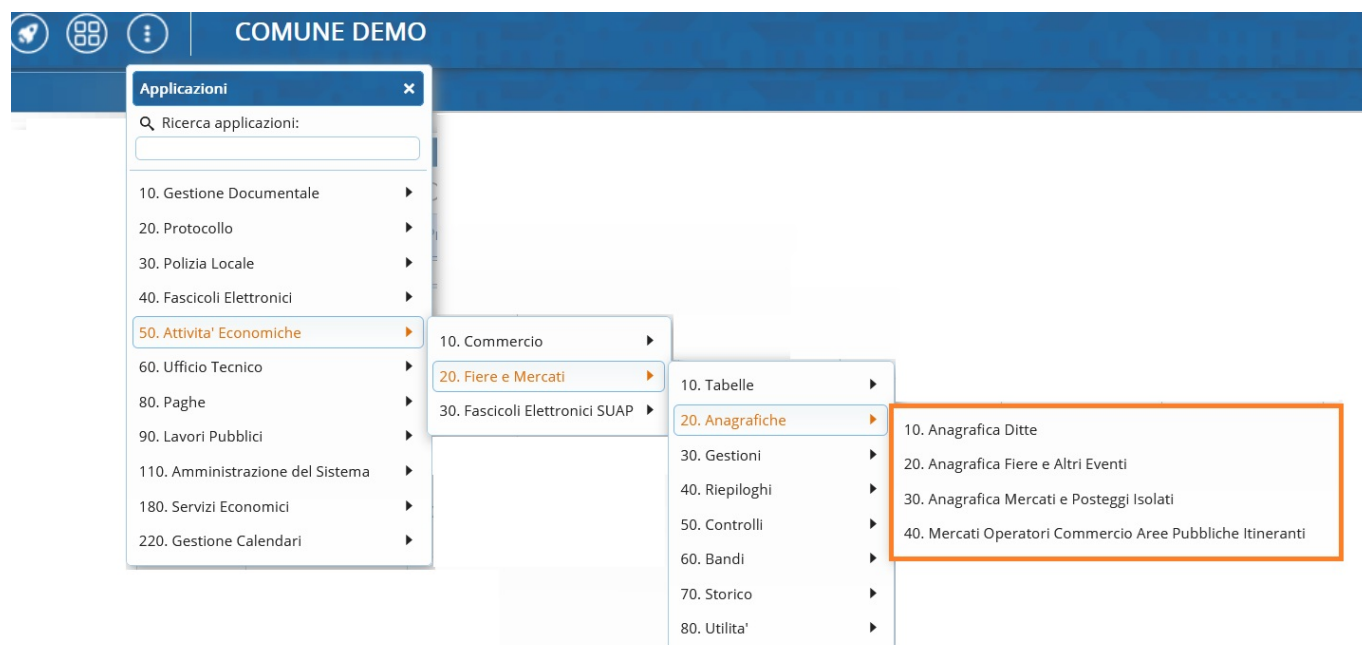 COMUNE DEMO
Applicazioni
Ricerca applicazioni:
10. Gestione Documentale
20. Protocollo
30. Polizia Locale
40. Fascicoli Elettronici
50. Attivita' Economiche
60. Ufficio Tecnico
80. Paghe
90. Lavori Pubblici
110. Amministrazione del Sistema
180. Servizi Economici
220. Gestione Calendari
10. Commercio
20. Fiere e Mercati
30. Fascicoli Elettronici SUAP
10. Tabelle
20. Anagrafiche
30. Gestioni
40. Riepiloghi
50. Controlli
60. Bandi
70. Storico
80. Utilita'
10. Anagrafica Ditte
20. Anagrafica Fiere e Altri Eventi
30. Anagrafica Mercati e Posteggi Isolati
40. Mercati Operatori Commercio Aree Pubbliche Itineranti